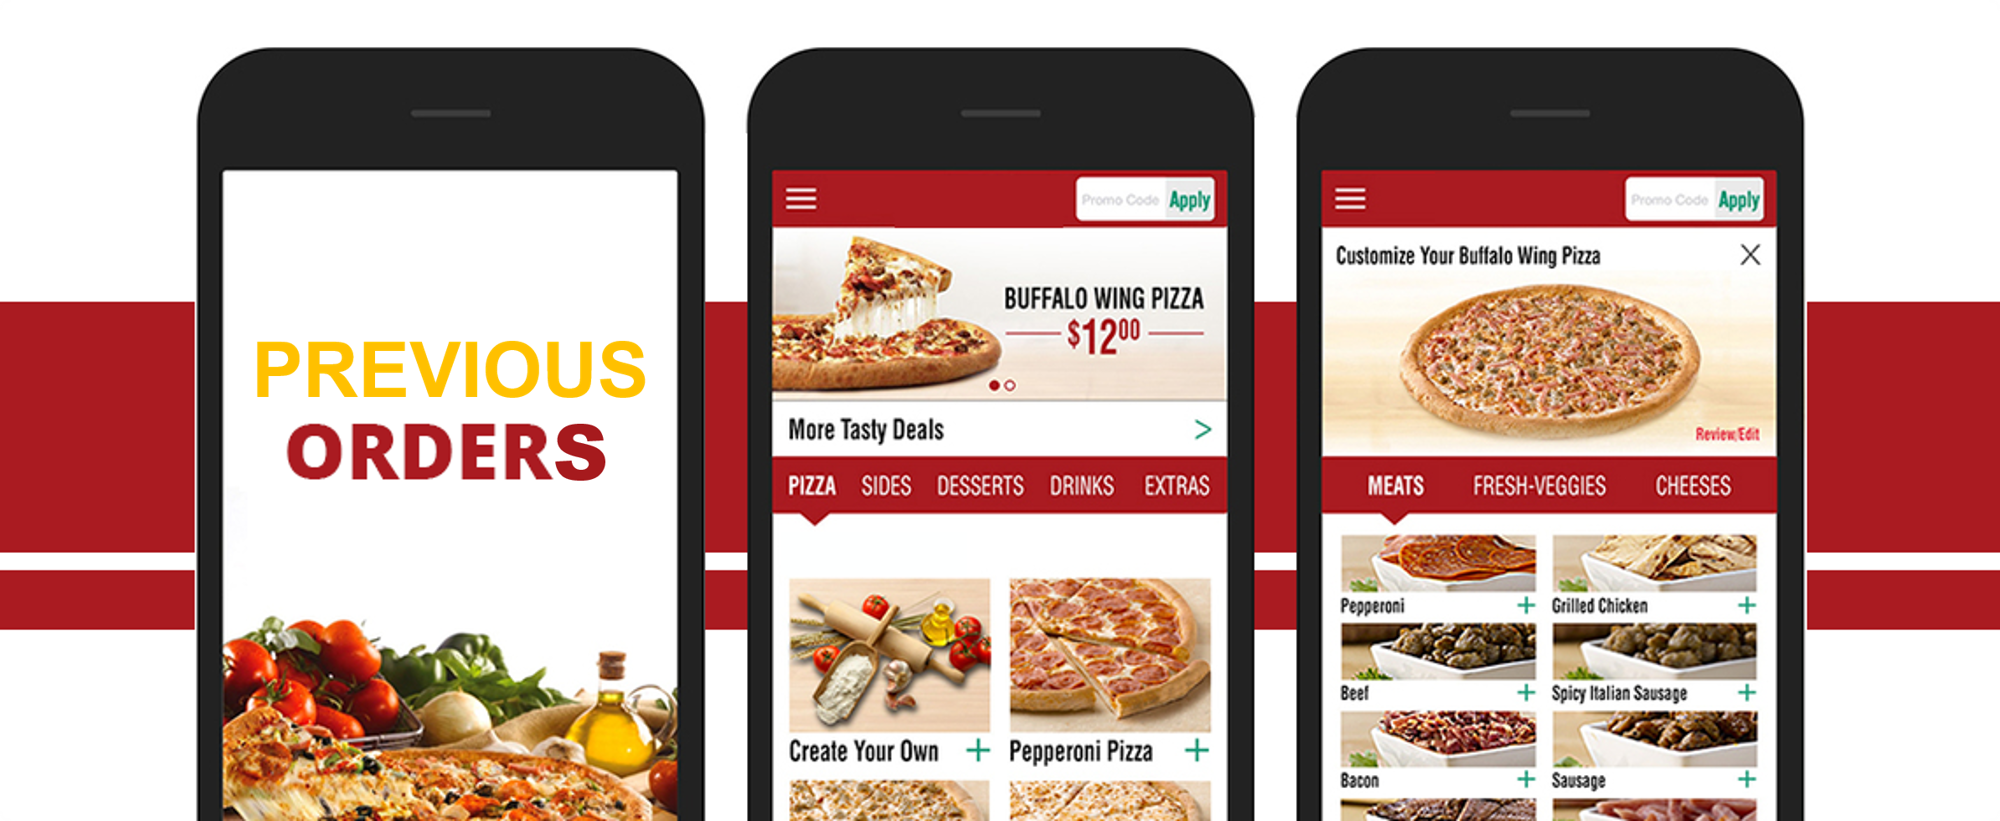 PREVIOUS
ORDERS
Promo Code Apply
BUFFALO WING PIZZA
$1200
More Tasty Deals >
PIZZA SIDES DESSERTS DRINKS EXTRAS
Create Your Own + Pepperoni Pizza +
Promo Code Apply
Customize Your Buffalo Wing Pizza X
Review/Edit
MEATS FRESH-VEGGIES CHEESES
Pepperoni + Grilled Chicken +
Beef + Spicy Italian Sausage +
Bacon + Sausage +